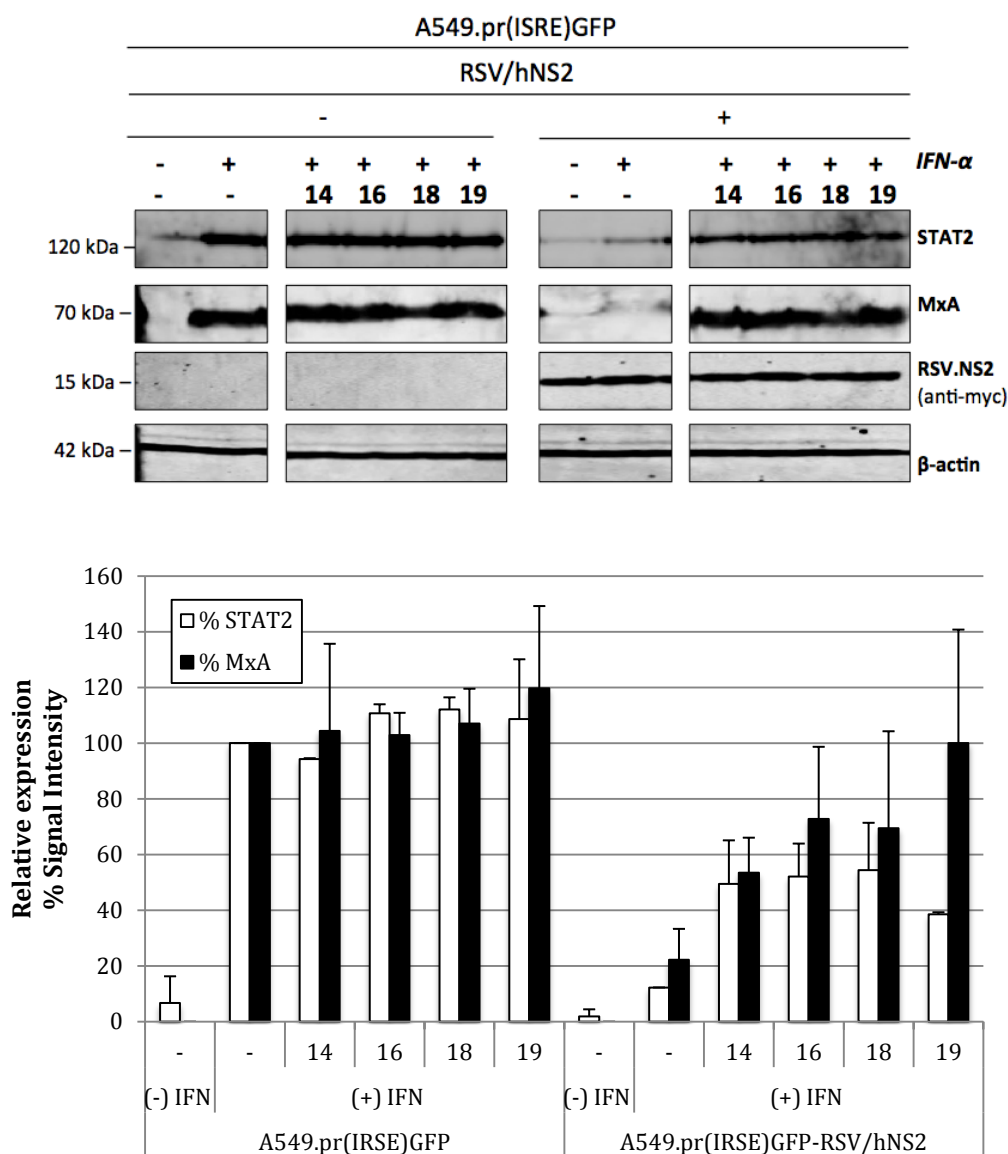 A549.pr(ISRE)GFP
RSV/hNS2
- +
- + + + + + - + + + + + IFN-α
- - 14 16 18 19 - - 14 16 18 19
120 kDa STAT2
70 kDa MxA
15 kDa RSV.NS2
(anti-myc)
42 kDa β-actin
160
140
120
100
80
60
40
20
0
Relative expression
% Signal Intensity
% STAT2
% MxA
- - 14 16 18 19 - - 14 16 18 19
(-) IFN (+) IFN (-) IFN (+) IFN
A549.pr(IRSE)GFP A549.pr(IRSE)GFP-RSV/hNS2